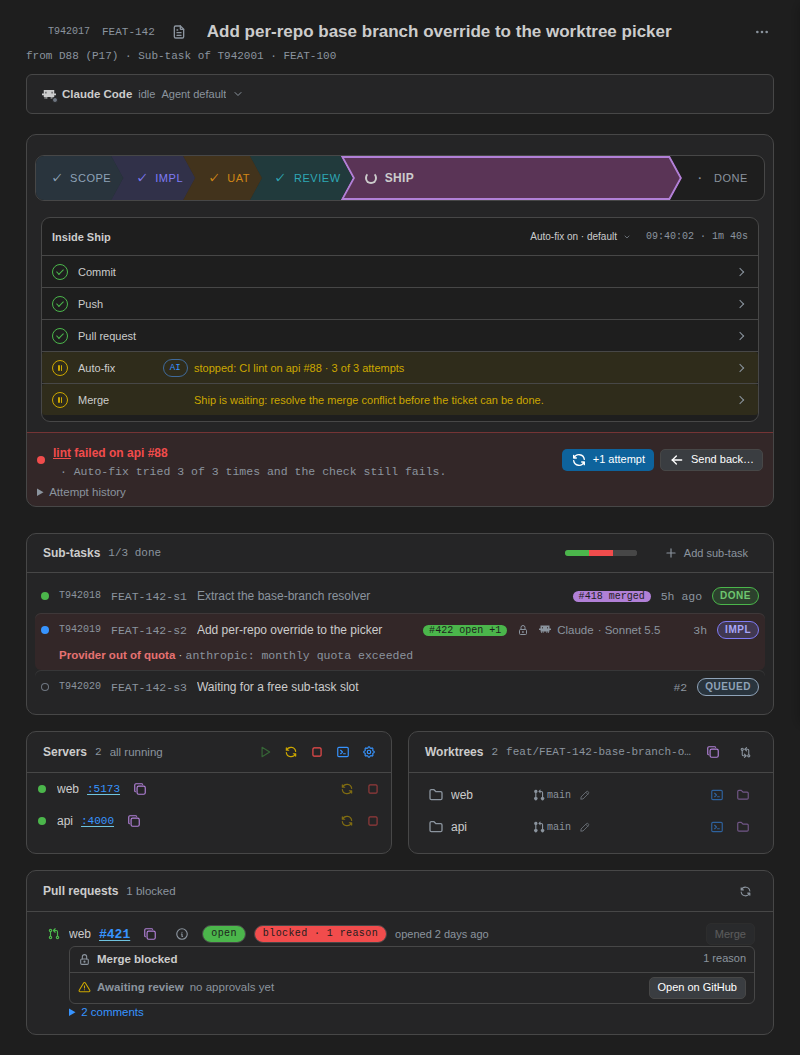 T942017 FEAT-142 Add per-repo base branch override to the worktree picker
from D88 (P17) · Sub-task of T942001 · FEAT-100
Claude Code idle Agent default
SCOPE IMPL UAT REVIEW SHIP DONE
Inside Ship Auto-fix on · default 09:40:02 · 1m 40s
Commit
Push
Pull request
Auto-fix AI stopped: CI lint on api #88 · 3 of 3 attempts
Merge Ship is waiting: resolve the merge conflict before the ticket can be done.
lint failed on api #88
· Auto-fix tried 3 of 3 times and the check still fails.
+1 attempt Send back…
Attempt history
Sub-tasks 1/3 done Add sub-task
T942018 FEAT-142-s1 Extract the base-branch resolver #418 merged 5h ago DONE
T942019 FEAT-142-s2 Add per-repo override to the picker #422 open +1 Claude · Sonnet 5.5 3h IMPL
Provider out of quota · anthropic: monthly quota exceeded
T942020 FEAT-142-s3 Waiting for a free sub-task slot #2 QUEUED
Servers 2 all running
web :5173
api :4000
Worktrees 2 feat/FEAT-142-base-branch-o…
web main
api main
Pull requests 1 blocked
web #421 open blocked · 1 reason opened 2 days ago Merge
Merge blocked 1 reason
Awaiting review no approvals yet Open on GitHub
2 comments